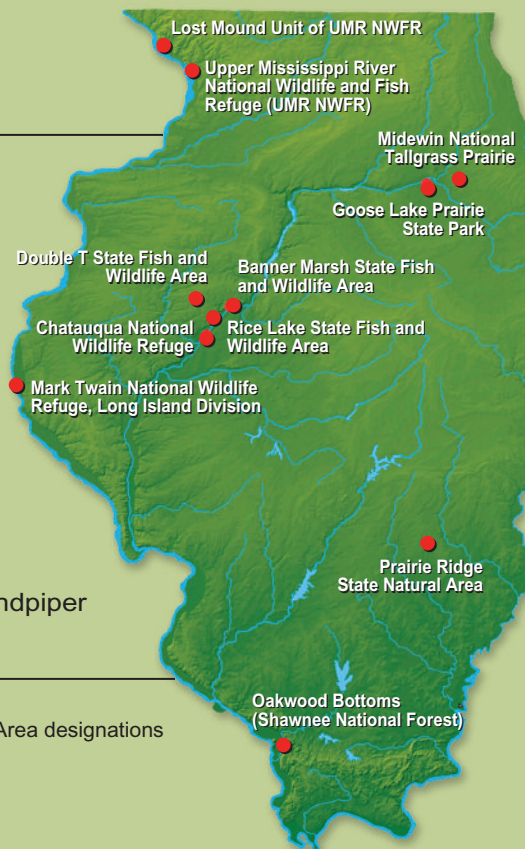 Lost Mound Unit of UMR NWFR
Upper Mississippi River
National Wildlife and Fish
Refuge (UMR NWFR)
Midewin National
Tallgrass Prairie
Goose Lake Prairie
State Park
Double T State Fish and
Wildlife Area
Banner Marsh State Fish
and Wildlife Area
Chatauqua National
Wildlife Refuge
Rice Lake State Fish and
Wildlife Area
Mark Twain National Wildlife
Refuge, Long Island Division
Prairie Ridge
State Natural Area
ndpiper
Oakwood Bottoms
(Shawnee National Forest)
Area designations